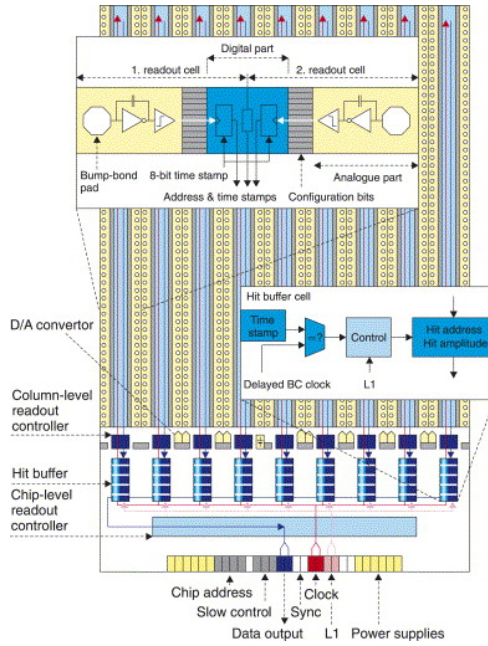 Digital part
1. readout cell
2. readout cell
Bump-bond
pad
8-bit time stamp
Analogue part
Address & time stamps
Configuration bits
Hit buffer cell
D/A convertor
Time
stamp
=?
Control
Hit address
Hit amplitude
Delayed BC clock
L1
Column-level
readout
controller
Hit buffer
Chip-level
readout
controller
Chip address
Clock
Slow control
Sync
Data output
L1
Power supplies